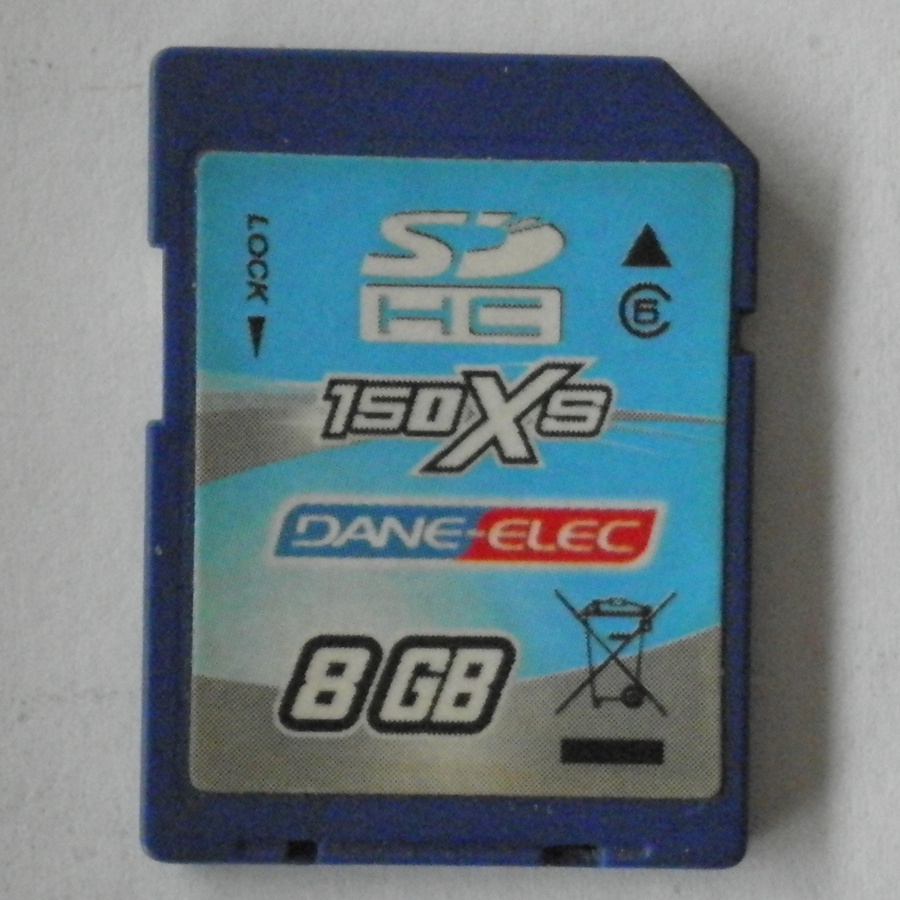 LOCK
SD
HC
6
150Xs
DANE-ELEC
8GB